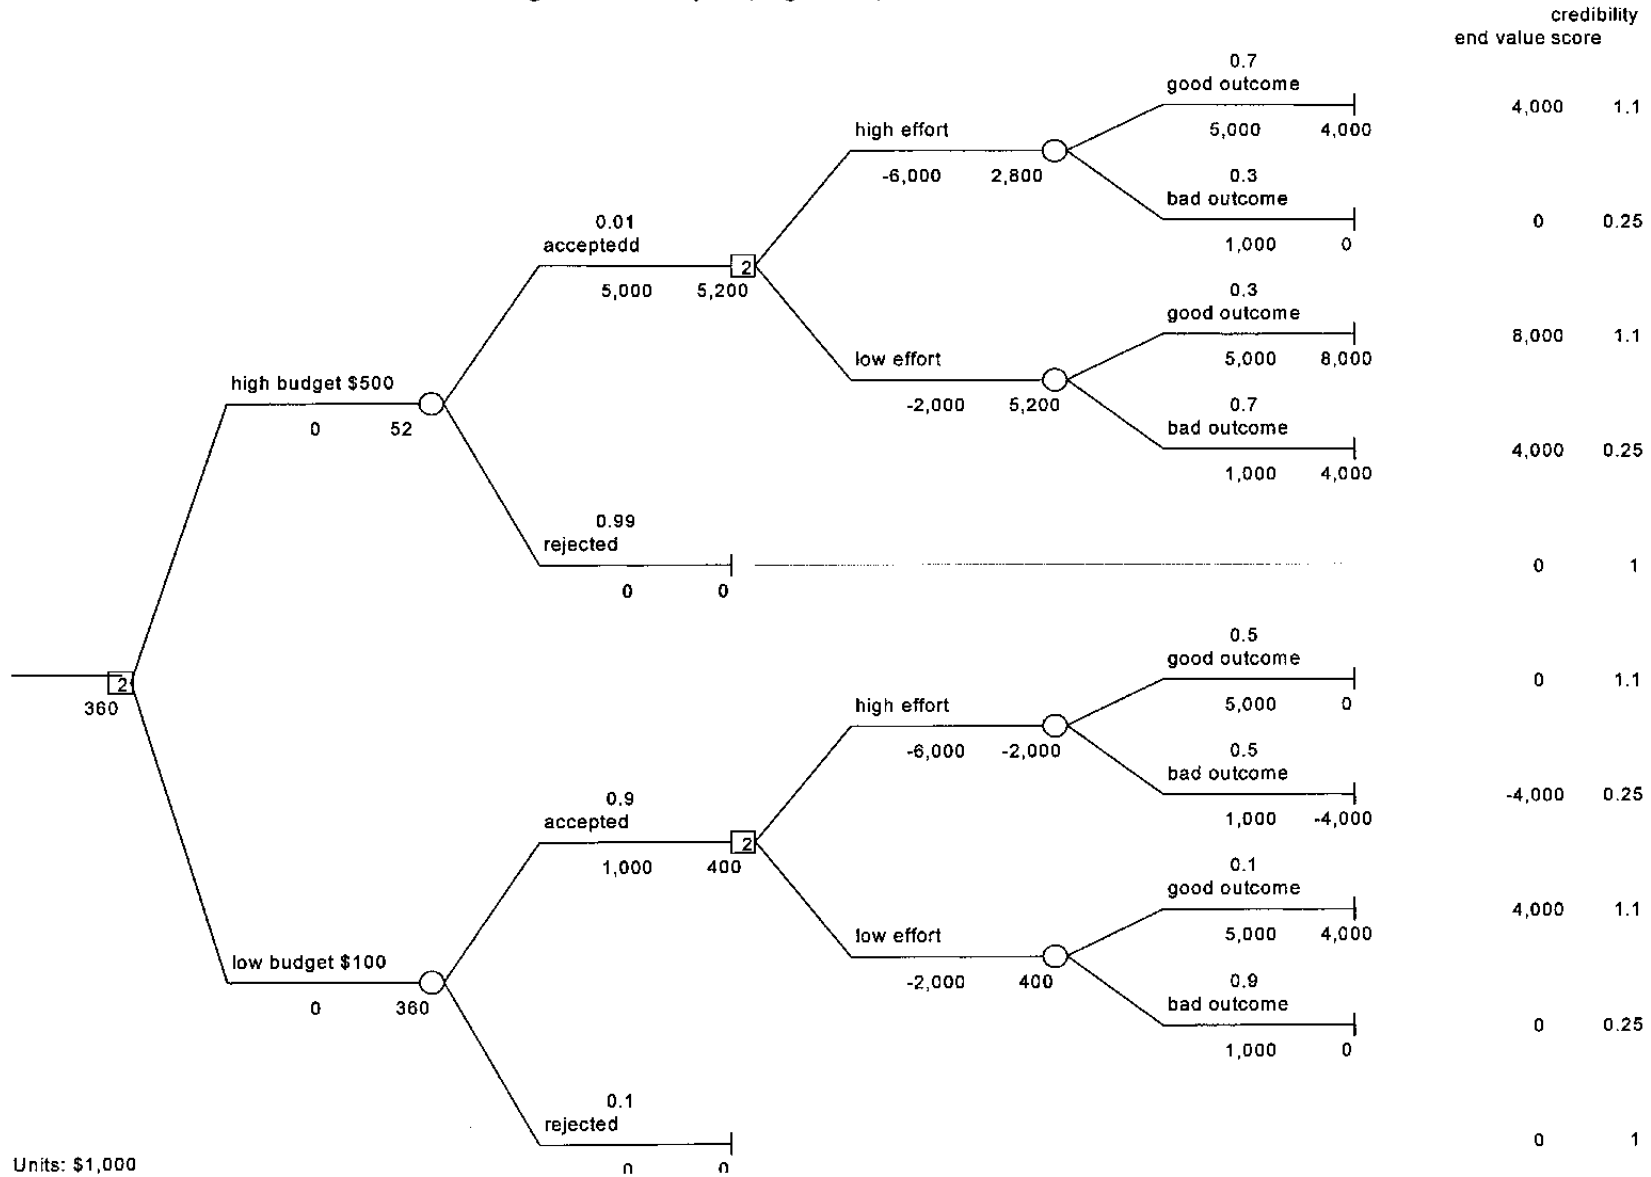 credibility
end value score
0.7
good outcome
4,000 1.1
5,000 4,000
high effort
-6,000 2,800
0.3
bad outcome
0 0.25
1,000 0
0.01
acceptedd
2
5,000 5,200
0.3
good outcome
8,000 1.1
5,000 8,000
low effort
-2,000 5,200
0.7
bad outcome
4,000 0.25
1,000 4,000
high budget $500
0 52
0.99
rejected
0 1
0 0
2
360
0.5
good outcome
0 1.1
5,000 0
high effort
-6,000 -2,000
0.5
bad outcome
-4,000 0.25
1,000 -4,000
0.9
accepted
2
1,000 400
0.1
good outcome
4,000 1.1
5,000 4,000
low effort
-2,000 400
0.9
bad outcome
0 0.25
1,000 0
low budget $100
0 360
0.1
rejected
0 1
0 0
Units: $1,000